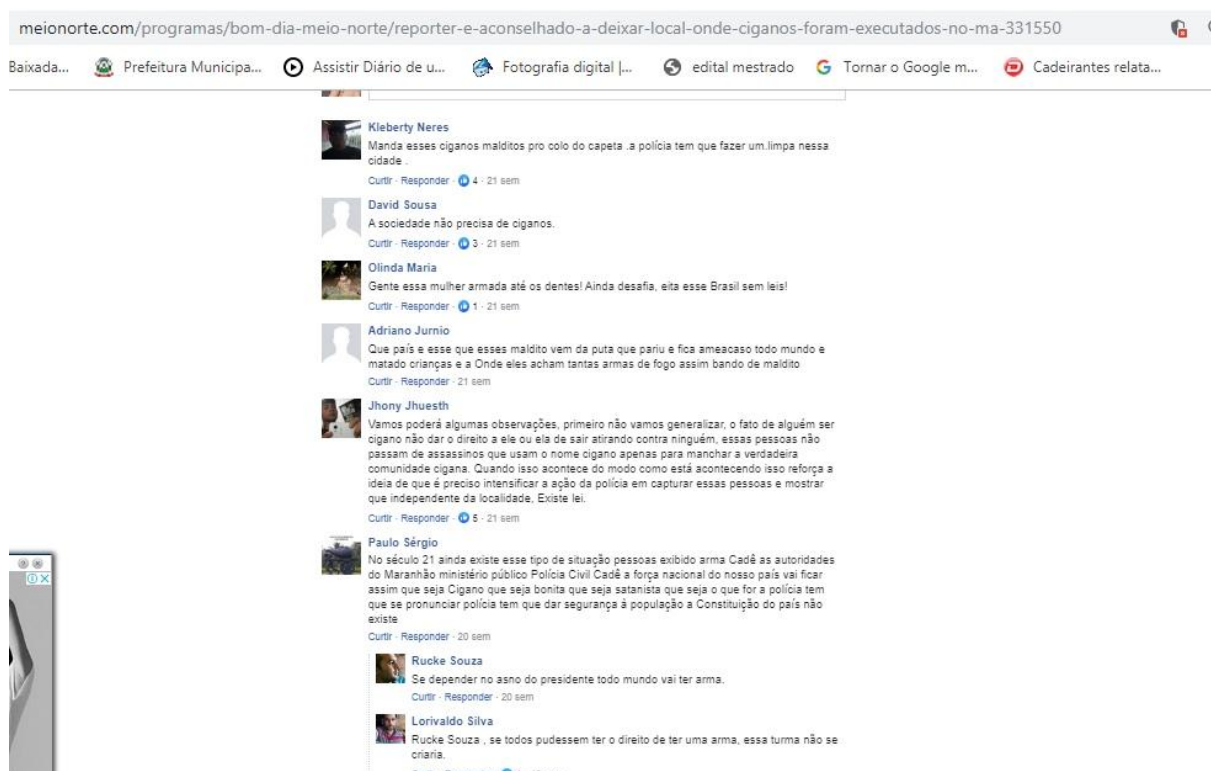 meionorte.com/programas/bom-dia-meio-norte/reporter-e-aconselhado-a-deixar-local-onde-ciganos-foram-executados-no-ma-331550
Baixada... Prefeitura Municipa... Assistir Diário de u... Fotografia digital |... edital mestrado Tornar o Google m... Cadeirantes relata...
Kleberty Neres
Manda esses ciganos malditos pro colo do capeta .a polícia tem que fazer um.limpa nessa
cidade .
Curtir · Responder · 4 · 21 sem
David Sousa
A sociedade não precisa de ciganos.
Curtir · Responder · 3 · 21 sem
Olinda Maria
Gente essa mulher armada até os dentes! Ainda desafia, eita esse Brasil sem leis!
Curtir · Responder · 1 · 21 sem
Adriano Jurnio
Que país e esse que esses maldito vem da puta que pariu e fica ameacaso todo mundo e
matado crianças e a Onde eles acham tantas armas de fogo assim bando de maldito
Curtir · Responder · 21 sem
Jhony Jhuesth
Vamos poderá algumas observações, primeiro não vamos generalizar, o fato de alguém ser
cigano não dar o direito a ele ou ela de sair atirando contra ninguém, essas pessoas não
passam de assassinos que usam o nome cigano apenas para manchar a verdadeira
comunidade cigana. Quando isso acontece do modo como está acontecendo isso reforça a
ideia de que é preciso intensificar a ação da polícia em capturar essas pessoas e mostrar
que independente da localidade, Existe lei.
Curtir · Responder · 5 · 21 sem
Paulo Sérgio
No século 21 ainda existe esse tipo de situação pessoas exibido arma Cadê as autoridades
do Maranhão ministério público Polícia Civil Cadê a força nacional do nosso país vai ficar
assim que seja Cigano que seja bonita que seja satanista que seja o que for a polícia tem
que se pronunciar polícia tem que dar segurança á população a Constituição do país não
existe
Curtir · Responder · 20 sem
Rucke Souza
Se depender no asno do presidente todo mundo vai ter arma.
Curtir · Responder · 20 sem
Lorivaldo Silva
Rucke Souza , se todos pudessem ter o direito de ter uma arma, essa turma não se
criaria.